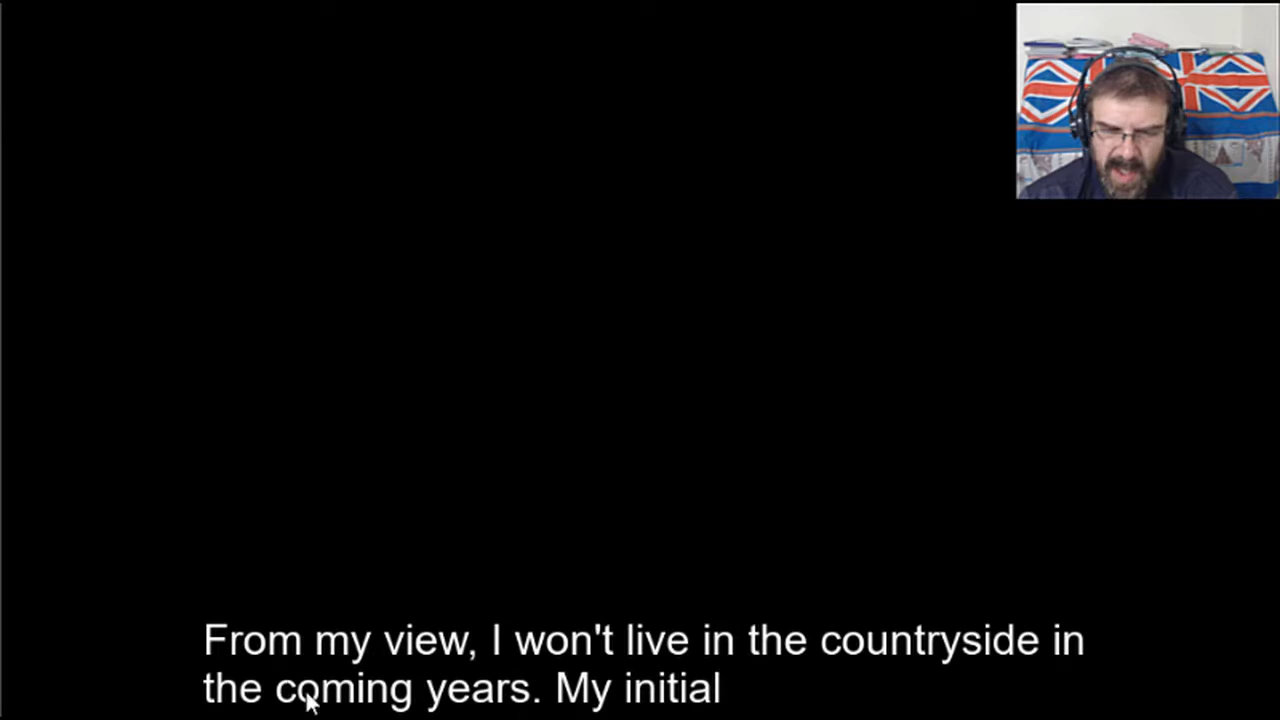 From my view, I won't live in the countryside in
the coming years. My initial